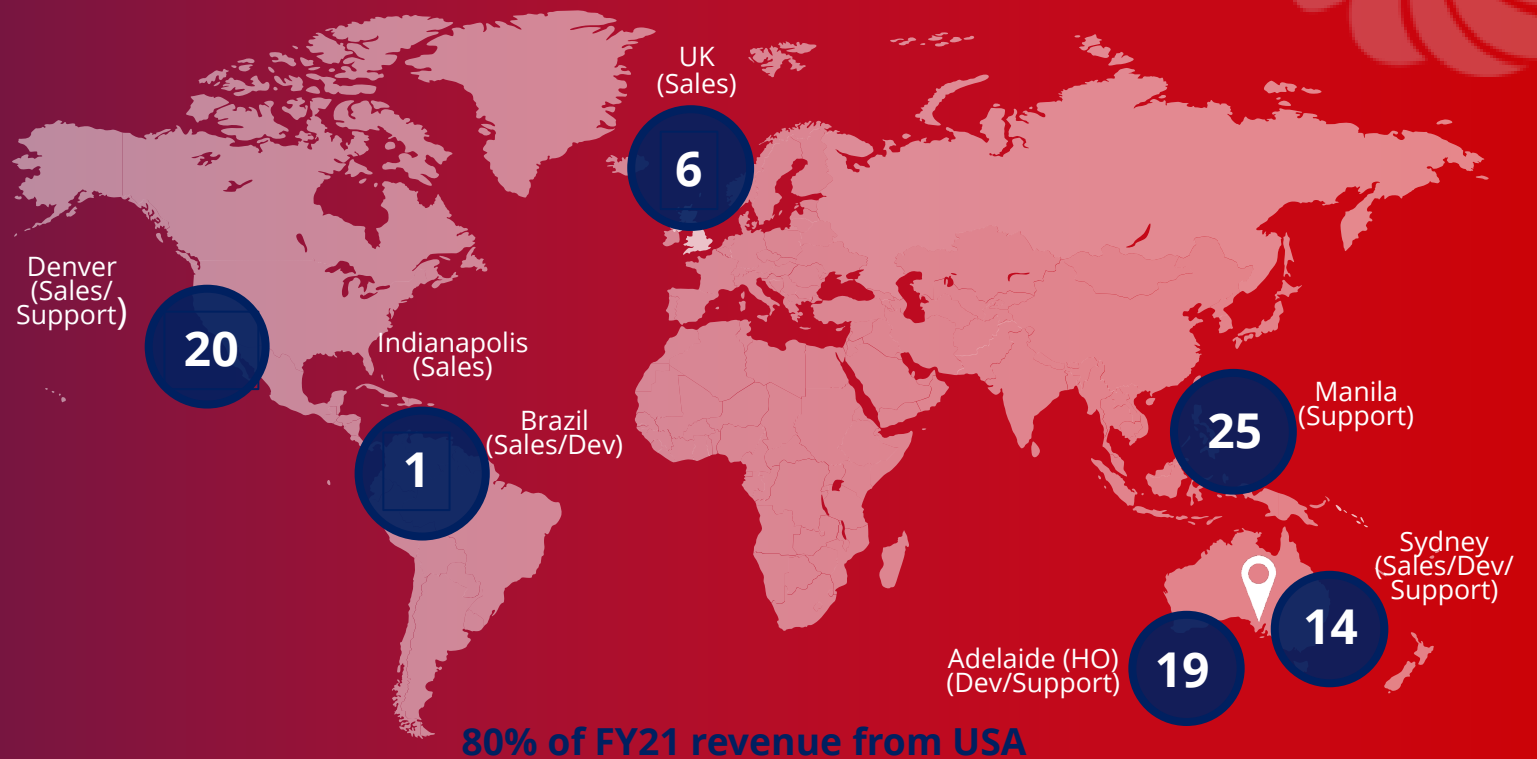 UK
(Sales)
6
Denver
(Sales/
Support)
20
Indianapolis
(Sales)
Brazil
(Sales/Dev)
1
25
Manila
(Support)
Sydney
(Sales/Dev/
Support)
14
Adelaide (HO)
(Dev/Support)
19
80% of FY21 revenue from USA